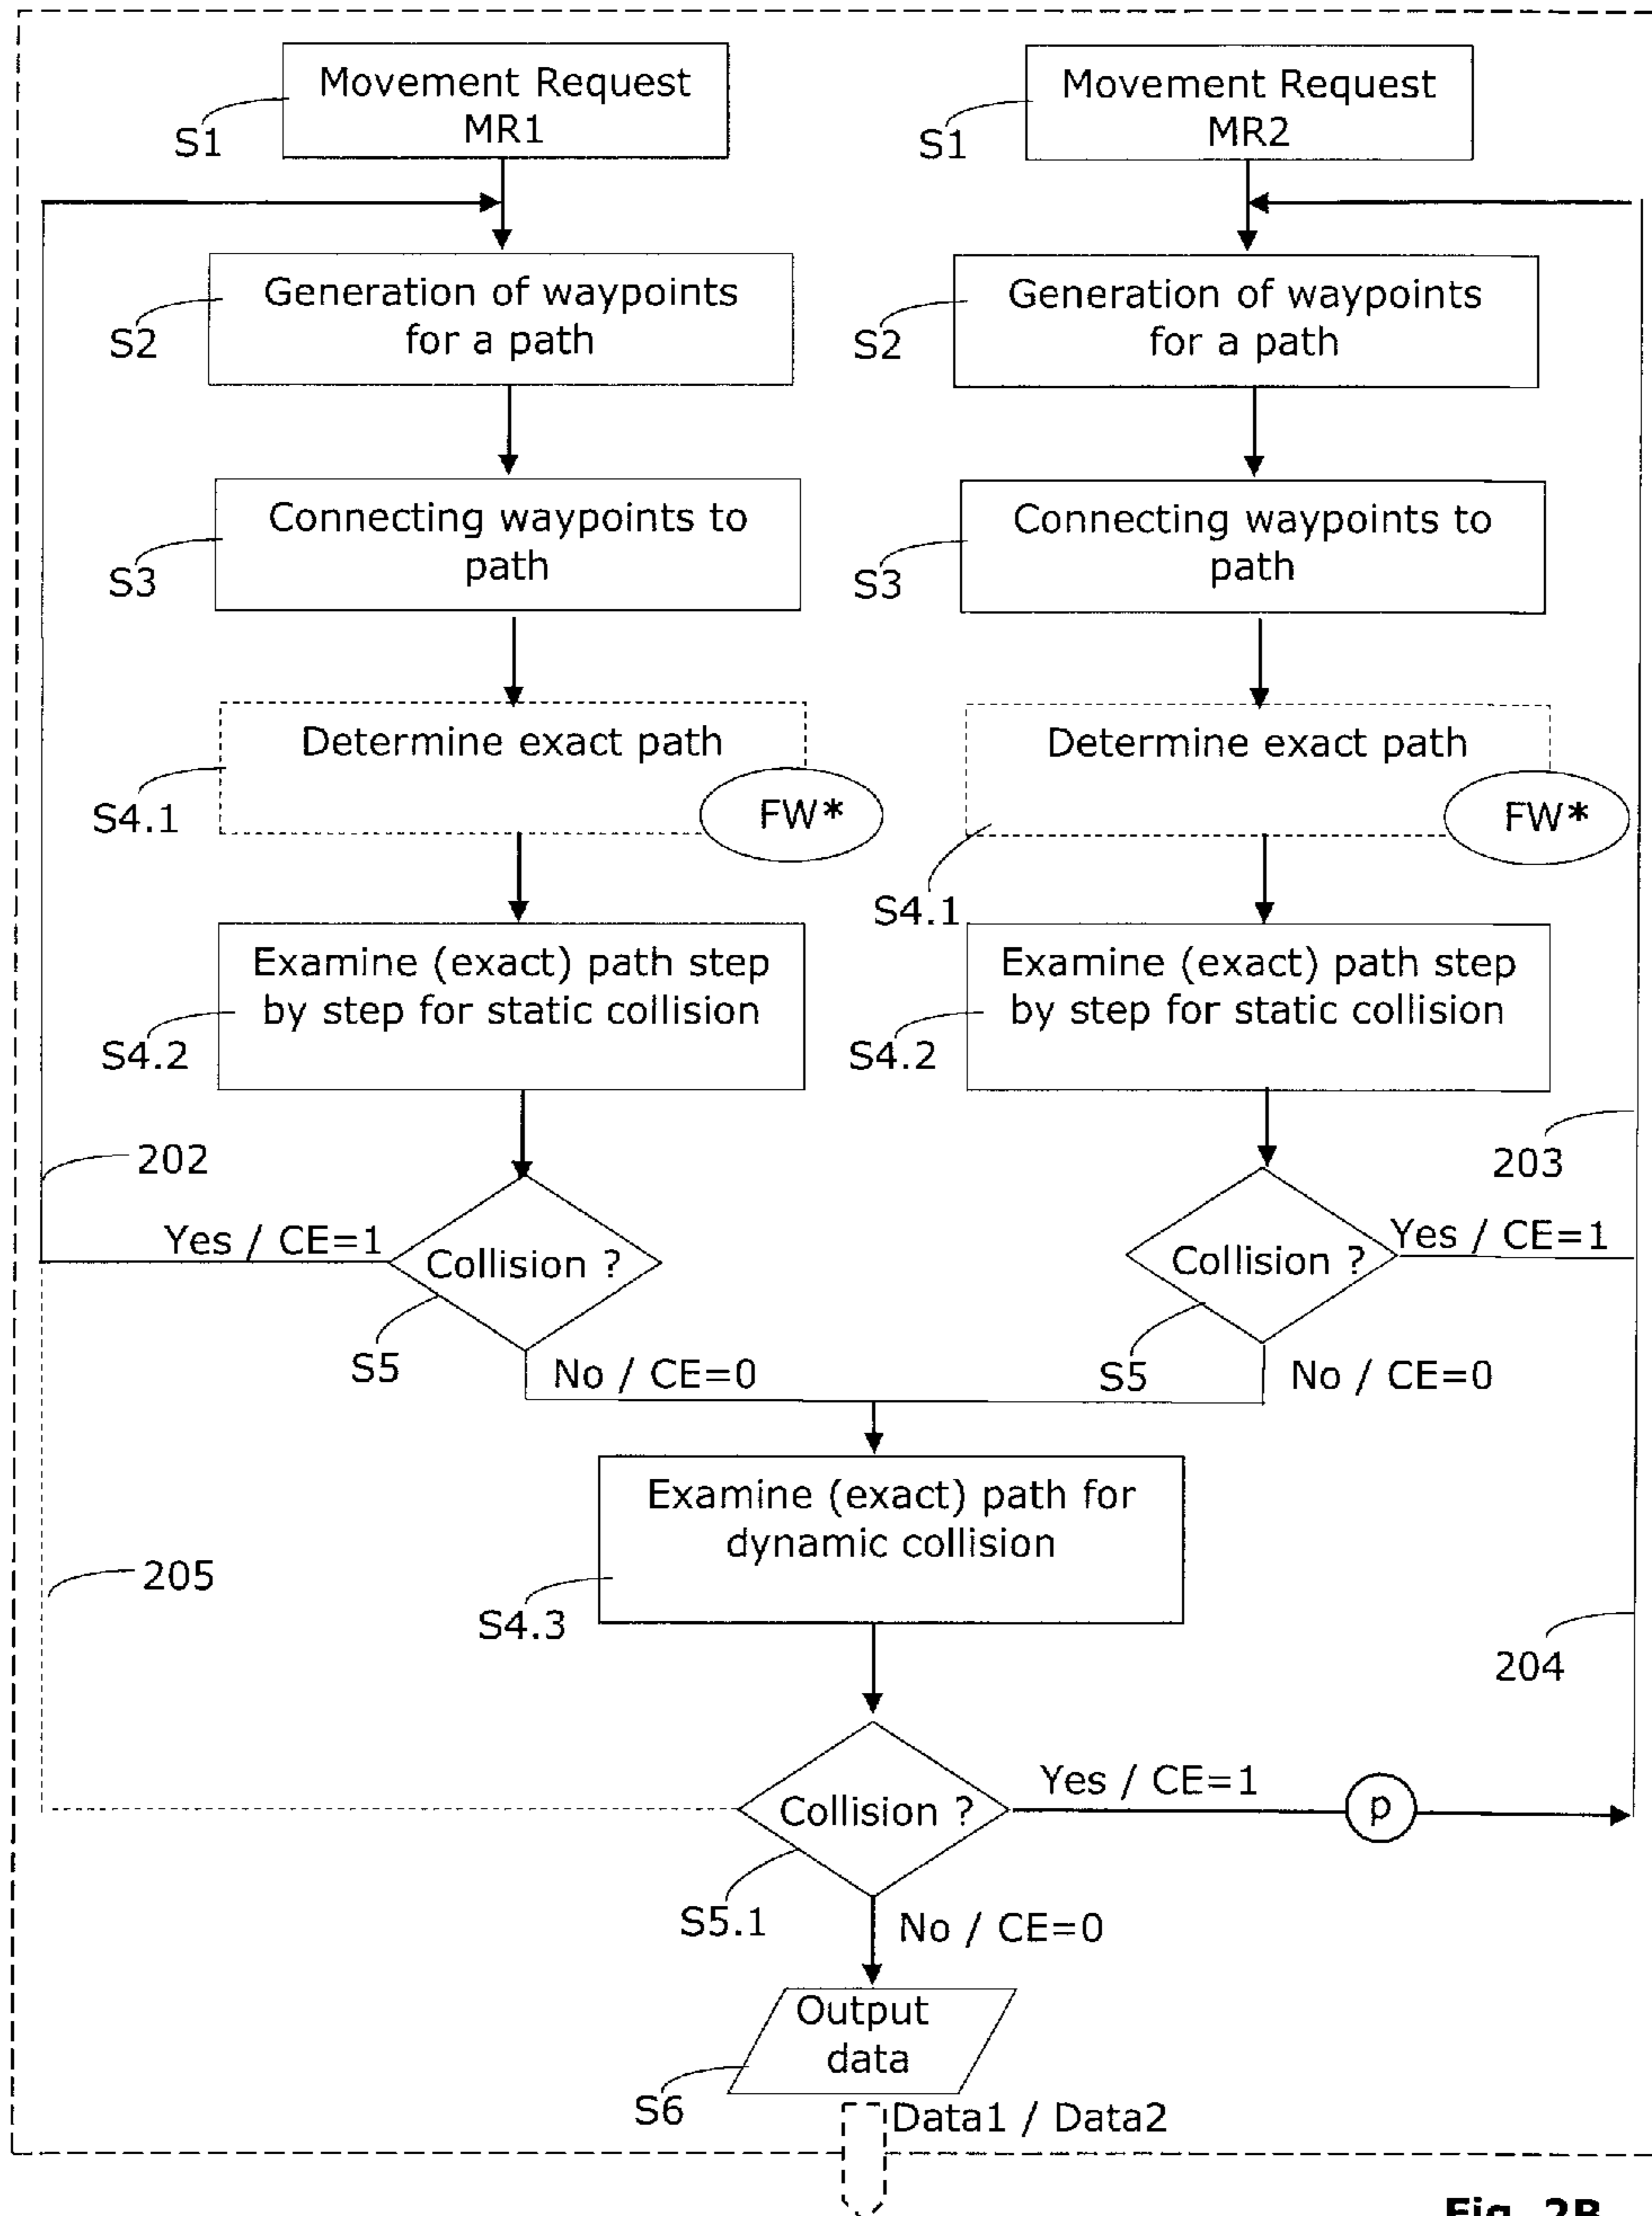 Movement Request
MR1
S1
Movement Request
MR2
S1
Generation of waypoints
for a path
S2
Generation of waypoints
for a path
S2
Connecting waypoints to
path
S3
Connecting waypoints to
path
S3
Determine exact path
FW*
S4.1
Determine exact path
FW*
S4.1
Examine (exact) path step
by step for static collision
S4.2
Examine (exact) path step
by step for static collision
S4.2
202
203
Yes / CE=1
Collision ?
S5
No / CE=0
Yes / CE=1
Collision ?
S5
No / CE=0
Examine (exact) path for
dynamic collision
S4.3
205
204
Collision ?
Yes / CE=1
p
S5.1
No / CE=0
Output
data
S6
Data1 / Data2
Fig. 2B